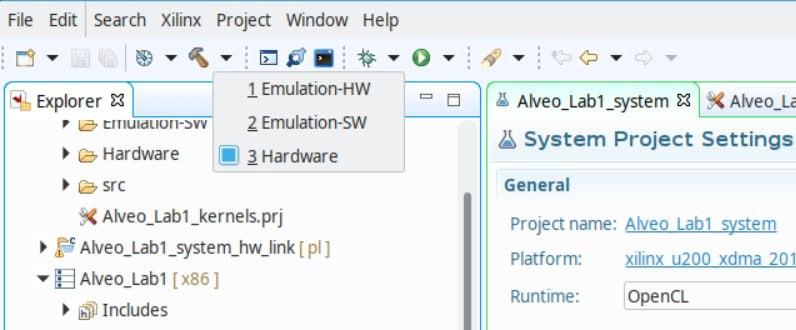 File Edit Search Xilinx Project Window Help
1 Emulation-HW
2 Emulation-SW
3 Hardware
Explorer
Emulation-SW
Hardware
src
Alveo_Lab1_kernels.prj
Alveo_Lab1_system_hw_link [ pl ]
Alveo_Lab1 [ x86 ]
Includes
Alveo_Lab1_system Alveo_La
System Project Settings
General
Project name: Alveo_Lab1_system
Platform: xilinx_u200_xdma_201
Runtime: OpenCL